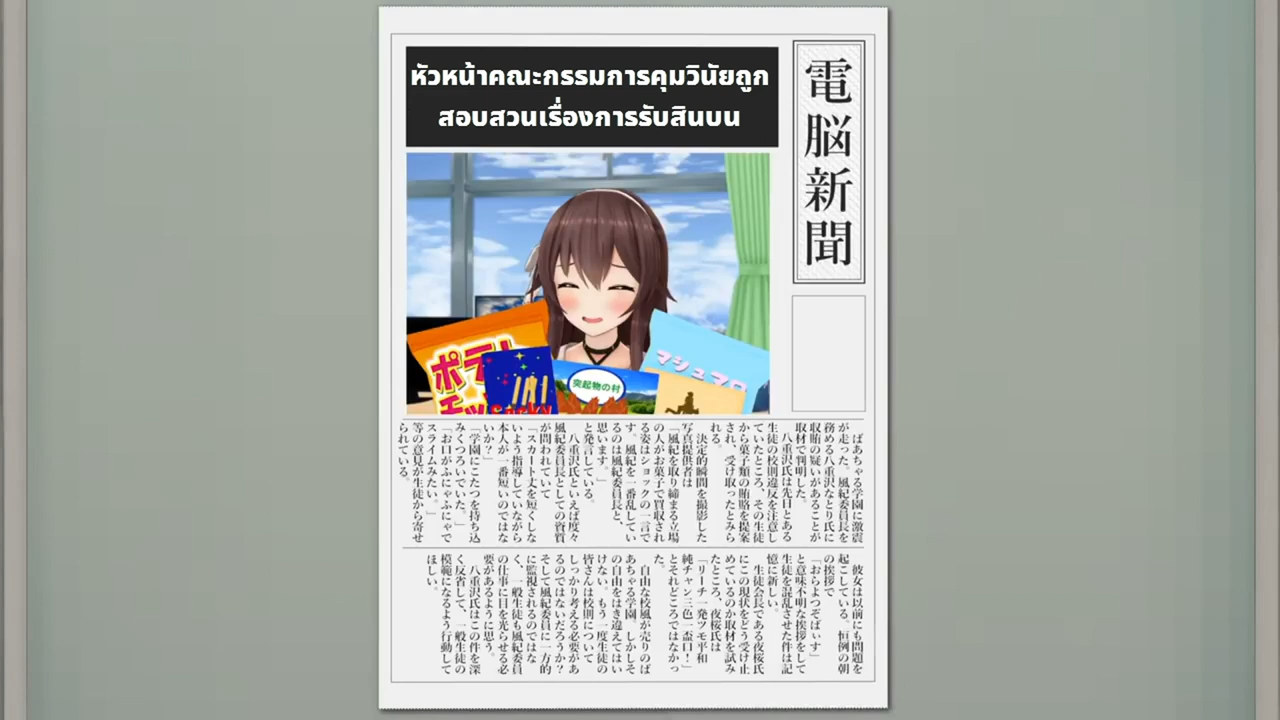 หัวหน้าคณะกรรมการคุมวินัยถูก
สอบสวนเรื่องการรับสินบน
電脳新聞
ポテト
チップ
マシュマロ
突起物の村
ばあちゃる学園に激震
が走った。風紀委員長を
務める八重沢なとり氏に
収賄の疑いがあることが
取材で判明した。
八重沢氏は先日とある
生徒の校則違反を注意し
ていたところ、その生徒
から菓子類の賄賂を提案
され、受け取ったとみら
れる。
決定的瞬間を撮影した
写真提供者は
「風紀を取り締まる立場
の人がお菓子で買収され
る姿はショックの一言で
す。風紀を一番乱してい
るのは風紀委員長と、
思います。」
と発言している。
八重沢氏といえば度々
風紀委員長としての資質
が問われていて
「スカート丈を短くしな
いよう指導していながら
本人が一番短いのではな
いか？」
「学園にこたつを持ち込
みくつろいでいた。」
「お口がふにゃふにゃで
スライムみたい。」
等の意見が生徒から寄せ
られている。
彼女は以前にも問題を
起こしている。恒例の朝
の挨拶で
「おらよつぞばぃす」
と意味不明な挨拶をして
生徒を混乱させた件は記
憶に新しい。
生徒会長である夜桜氏
にこの現状をどう受け止
めているのか取材を試み
たところ、夜桜氏は
「リーチ一発ツモ平和
純チャン三色一盃口！」
とそれどころではなかっ
た。
自由な校風が売りのば
あちゃる学園。しかしそ
の自由をはき違えてはい
けない。もう一度生徒の
皆さんは校則について
しっかり考える必要があ
るのではないだろうか？
そして風紀委員に一方的
に監視されるのではな
く、一般生徒も風紀委員
の仕事に目を光らせる必
要があるように思う。
八重沢氏はこの件を深
く反省して、一般生徒の
模範になるよう行動して
ほしい。